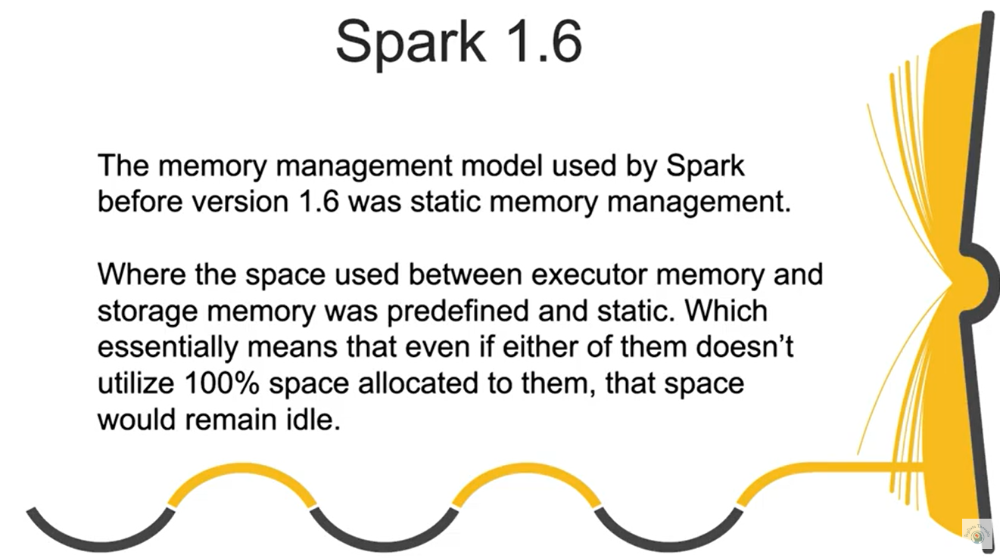 Spark 1.6
The memory management model used by Spark
before version 1.6 was static memory management.
Where the space used between executor memory and
storage memory was predefined and static. Which
essentially means that even if either of them doesn’t
utilize 100% space allocated to them, that space
would remain idle.